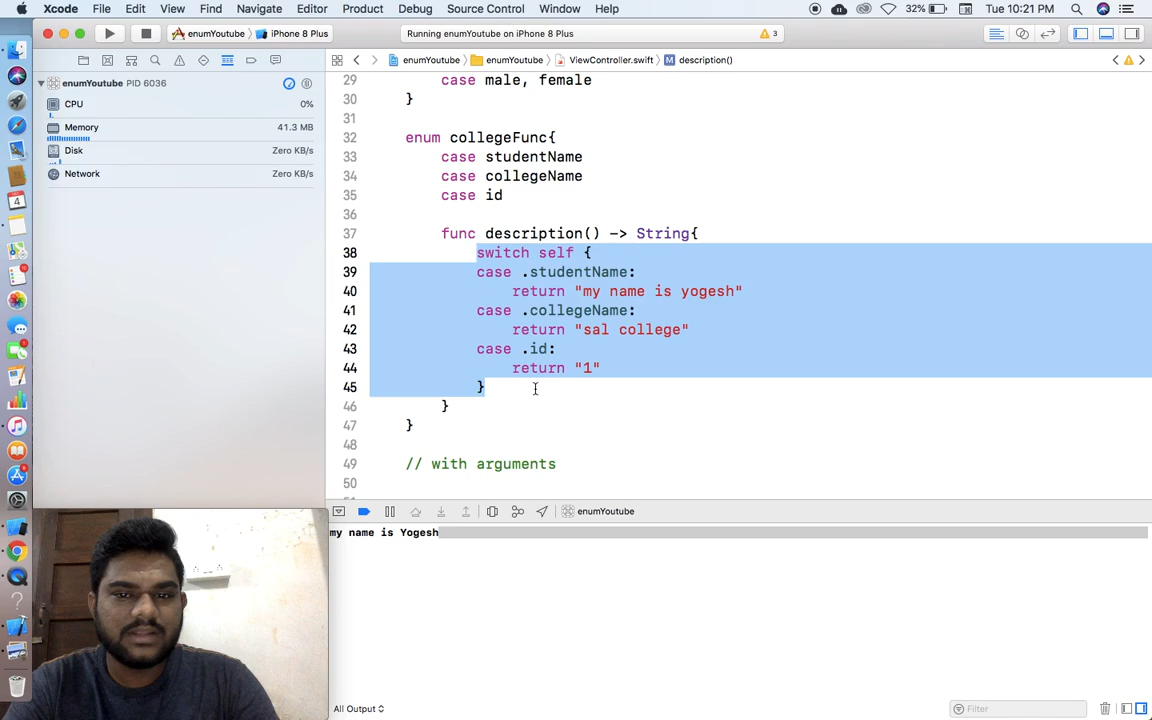 Xcode File Edit View Find Navigate Editor Product Debug Source Control Window Help 32% Tue 10:21 PM
enumYoutube iPhone 8 Plus Running enumYoutube on iPhone 8 Plus 3
enumYoutube enumYoutube ViewController.swift M description()
enumYoutube PID 6036
CPU 0%
Memory 41.3 MB
Disk Zero KB/s
Network Zero KB/s
29 case male, female
30 }
31
32 enum collegeFunc{
33 case studentName
34 case collegeName
35 case id
36
37 func description() -> String{
38 switch self {
39 case .studentName:
40 return "my name is yogesh"
41 case .collegeName:
42 return "sal college"
43 case .id:
44 return "1"
45 }
46 }
47 }
48
49 // with arguments
50
enumYoutube
my name is Yogesh
All Output
Filter
4